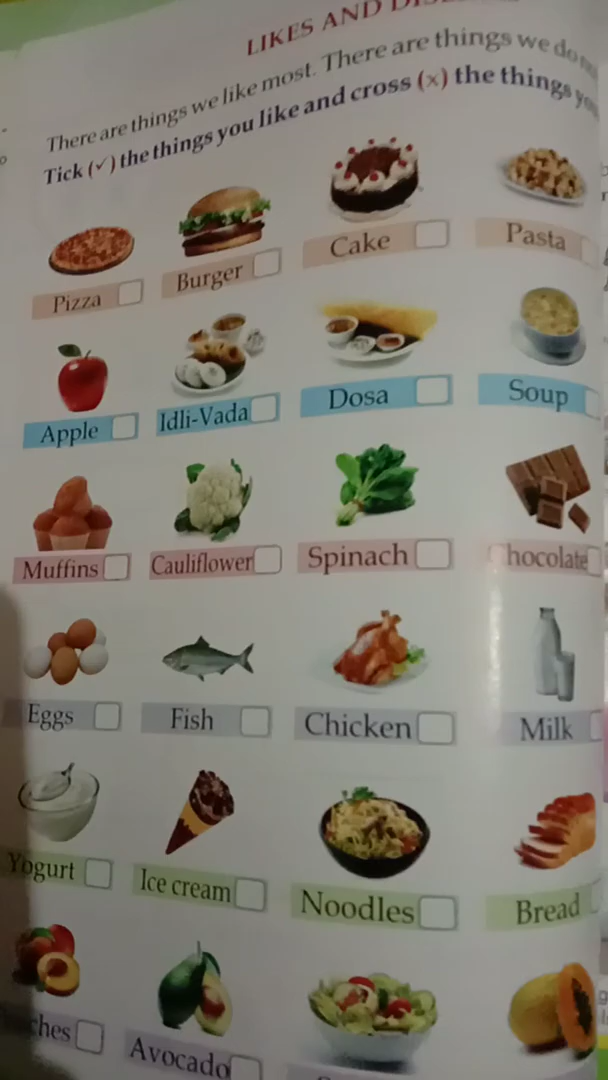 LIKES AND
There are things we like most. There are things we do
Tick (✓) the things you like and cross (×) the things
Pizza Burger Cake Pasta
Apple Idli-Vada Dosa Soup
Muffins Cauliflower Spinach Chocolate
Eggs Fish Chicken Milk
Yogurt Ice cream Noodles Bread
Avocado